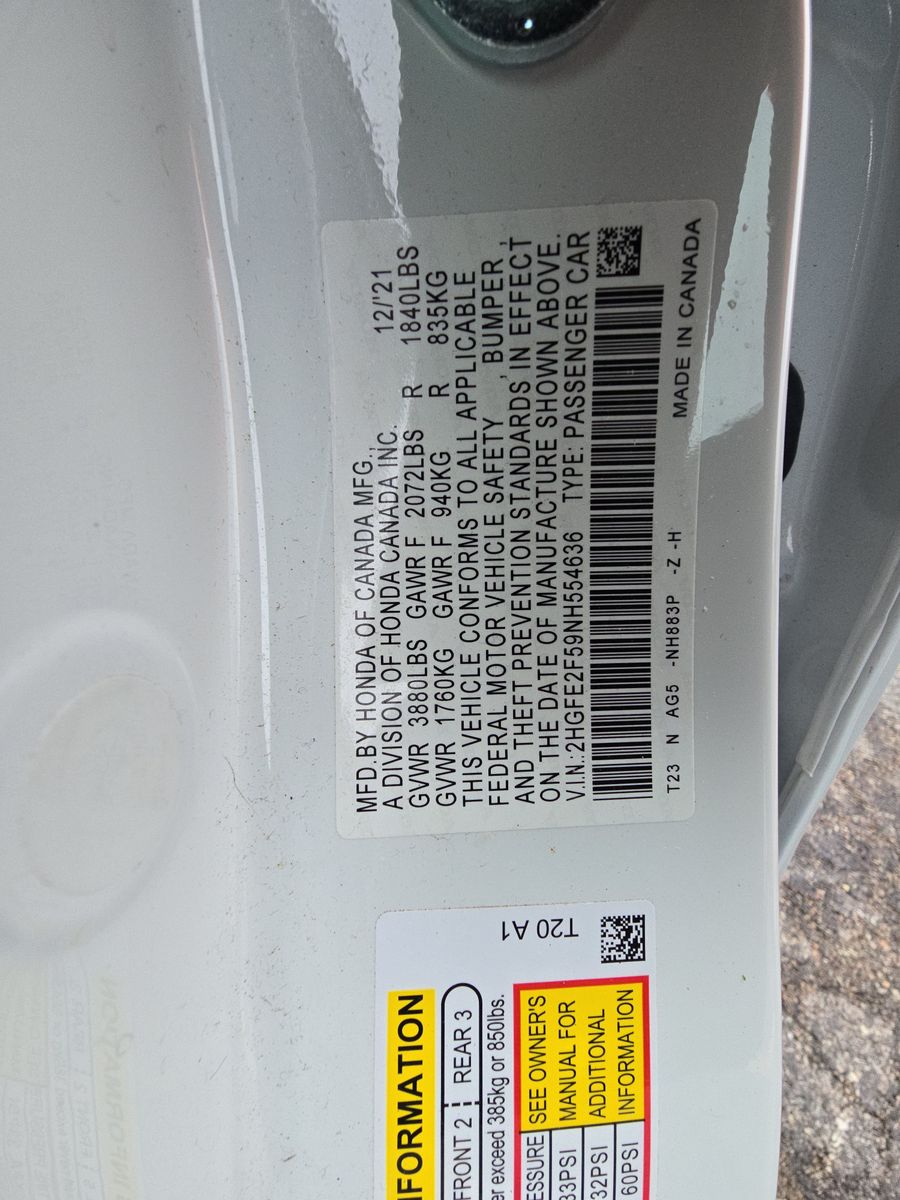 MFD.BY HONDA OF CANADA MFG.,
A DIVISION OF HONDA CANADA INC. 12/'21
GVWR 3880LBS GAWR F 2072LBS R 1840LBS
GVWR 1760KG GAWR F 940KG R 835KG
THIS VEHICLE CONFORMS TO ALL APPLICABLE
FEDERAL MOTOR VEHICLE SAFETY , BUMPER ,
AND THEFT PREVENTION STANDARDS IN EFFECT
ON THE DATE OF MANUFACTURE SHOWN ABOVE.
V.I.N.:2HGFE2F59NH554636 TYPE: PASSENGER CAR
T23 N AG5 -NH883P -Z -H MADE IN CANADA
T20 A1
FORMATION
FRONT 2 REAR 3
er exceed 385kg or 850lbs.
ESSURE SEE OWNER'S
33PSI MANUAL FOR
32PSI ADDITIONAL
60PSI INFORMATION